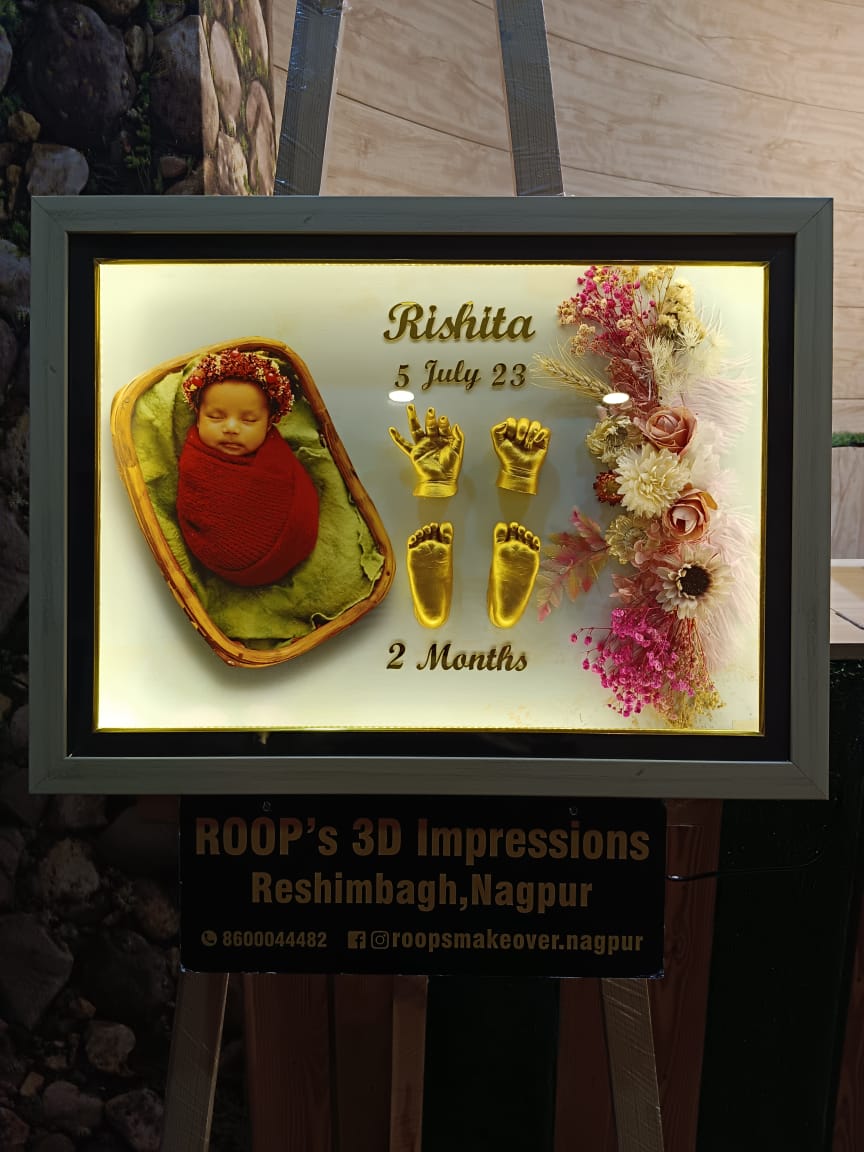 Rishita
5 July 23
2 Months
ROOP's 3D Impressions
Reshimbagh,Nagpur
8600044482 roopsmakeover.nagpur